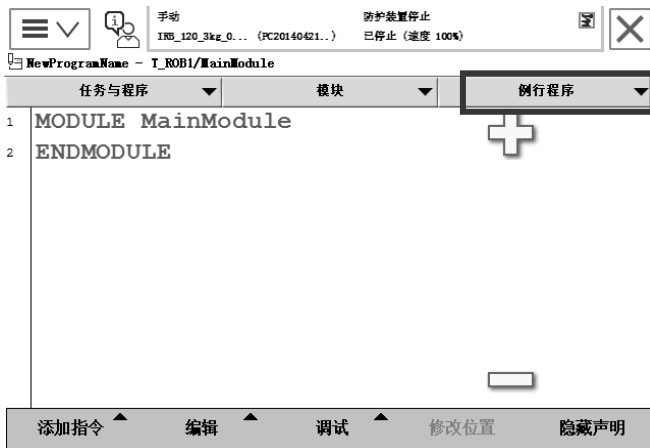 手动
防护装置停止
IRB_120_3kg_0... (PC20140421..)
已停止 (速度 100%)
NewProgramName - T_ROB1/MainModule
任务与程序
模块
例行程序
1 MODULE MainModule
2 ENDMODULE
添加指令
编辑
调试
修改位置
隐藏声明